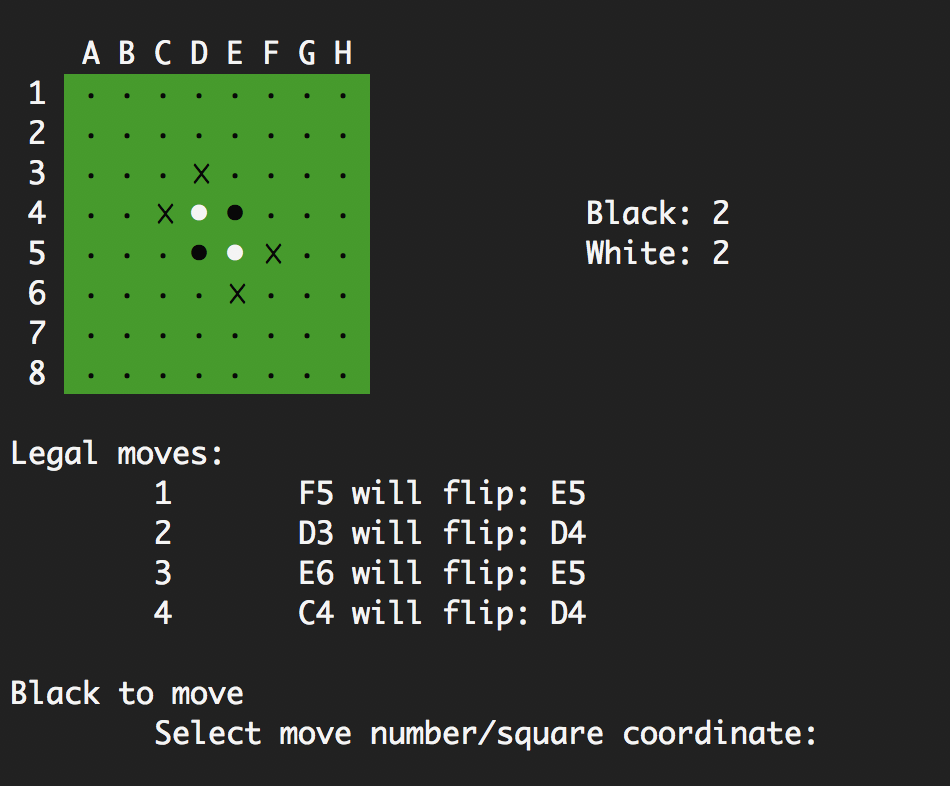 A B C D E F G H
1 . . . . . . . .
2 . . . . . . . .
3 . . . X . . . .
4 . . X ● ● . . . Black: 2
5 . . . ● ● X . . White: 2
6 . . . . X . . .
7 . . . . . . . .
8 . . . . . . . .
Legal moves:
1 F5 will flip: E5
2 D3 will flip: D4
3 E6 will flip: E5
4 C4 will flip: D4
Black to move
Select move number/square coordinate: